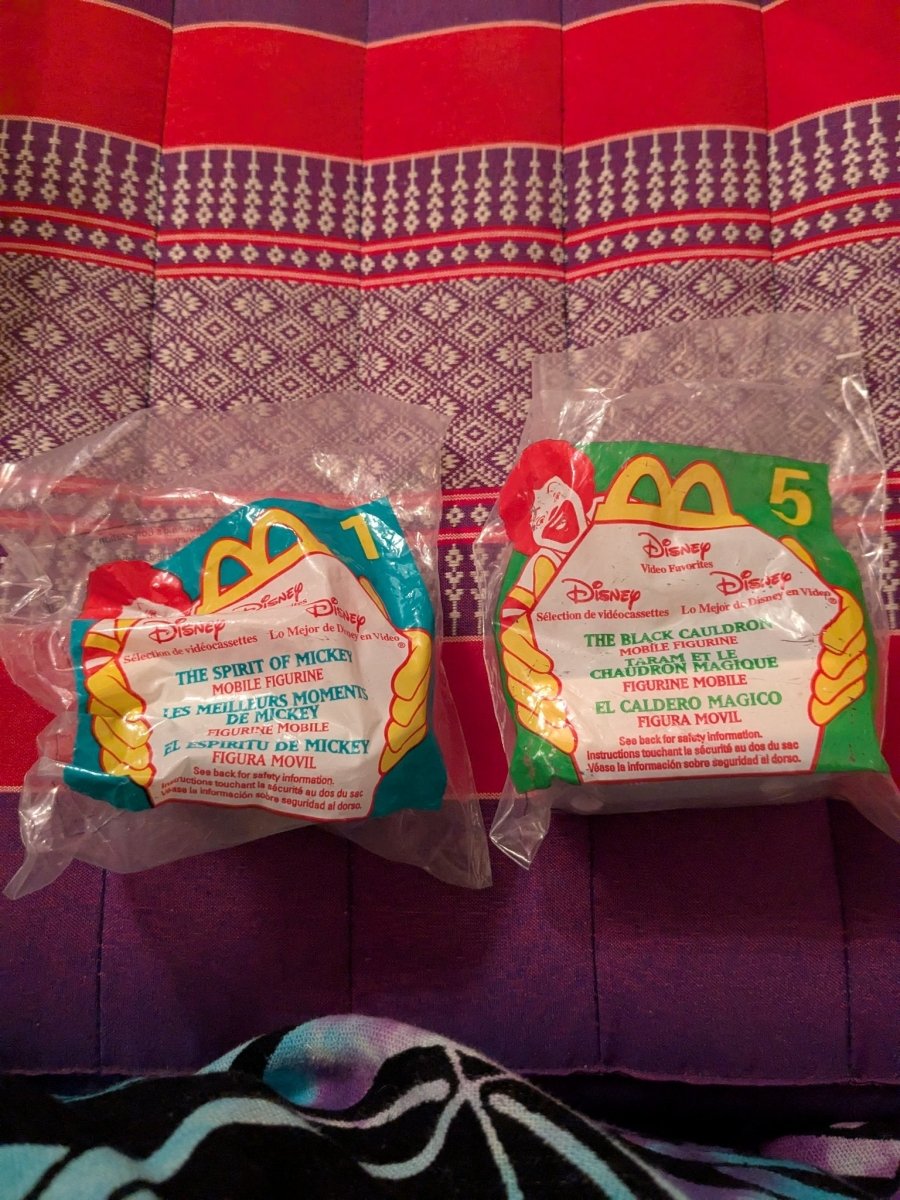 1
Disney
Disney
Sélection de vidéocassettes
Lo Mejor de Disney en Video
THE SPIRIT OF MICKEY
MOBILE FIGURINE
LES MEILLEURS MOMENTS
DE MICKEY
FIGURINE MOBILE
EL ESPIRITU DE MICKEY
FIGURA MOVIL
See back for safety information.
Instructions touchant la sécurité au dos du sac
Véase la información sobre seguridad al dorso.
5
Disney
Video Favorites
Disney
Disney
Sélection de vidéocassettes
Lo Mejor de Disney en Video
THE BLACK CAULDRON
MOBILE FIGURINE
TARAM ET LE
CHAUDRON MAGIQUE
FIGURINE MOBILE
EL CALDERO MAGICO
FIGURA MOVIL
See back for safety information.
Instructions touchant la sécurité au dos du sac
Véase la información sobre seguridad al dorso.